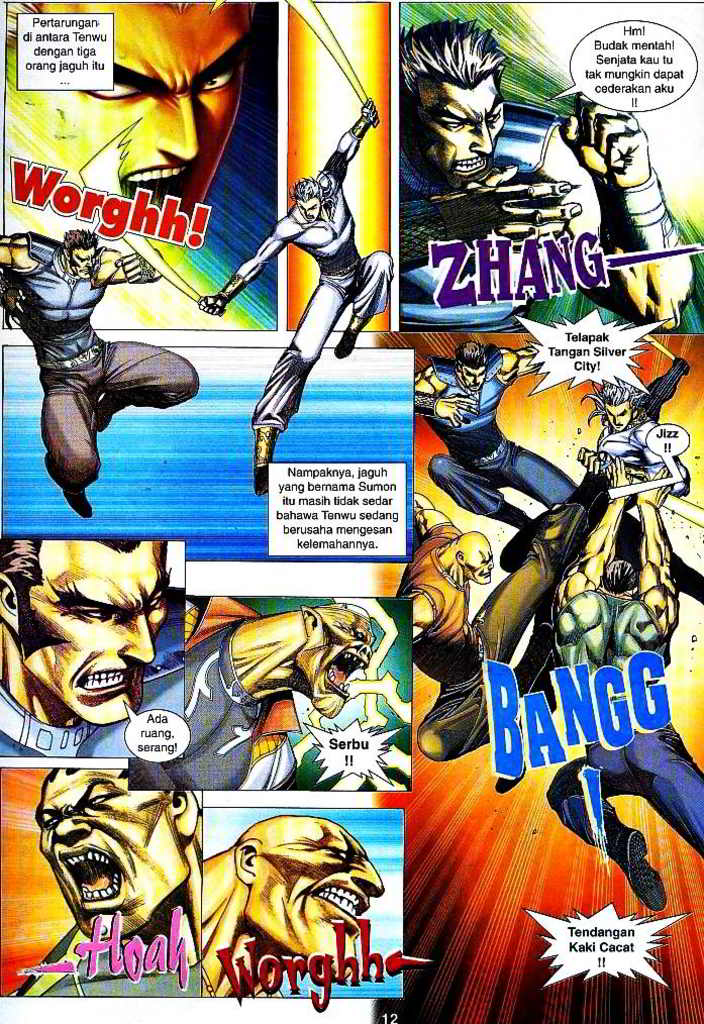 Pertarungan
di antara Tenwu
dengan tiga
orang jaguh itu
...
Worghh!
Hm!
Budak mentah!
Senjata kau tu
tak mungkin dapat
cederakan aku
!!
ZHANG
Telapak
Tangan Silver
City!
Jizz
!!
Nampaknya, jaguh
yang bernama Sumon
itu masih tidak sedar
bahawa Tenwu sedang
berusaha mengesan
kelemahannya.
Ada
ruang,
serang!
Serbu
!!
BANGG
!
Hoah
Worghh
Tendangan
Kaki Cacat
!!
12